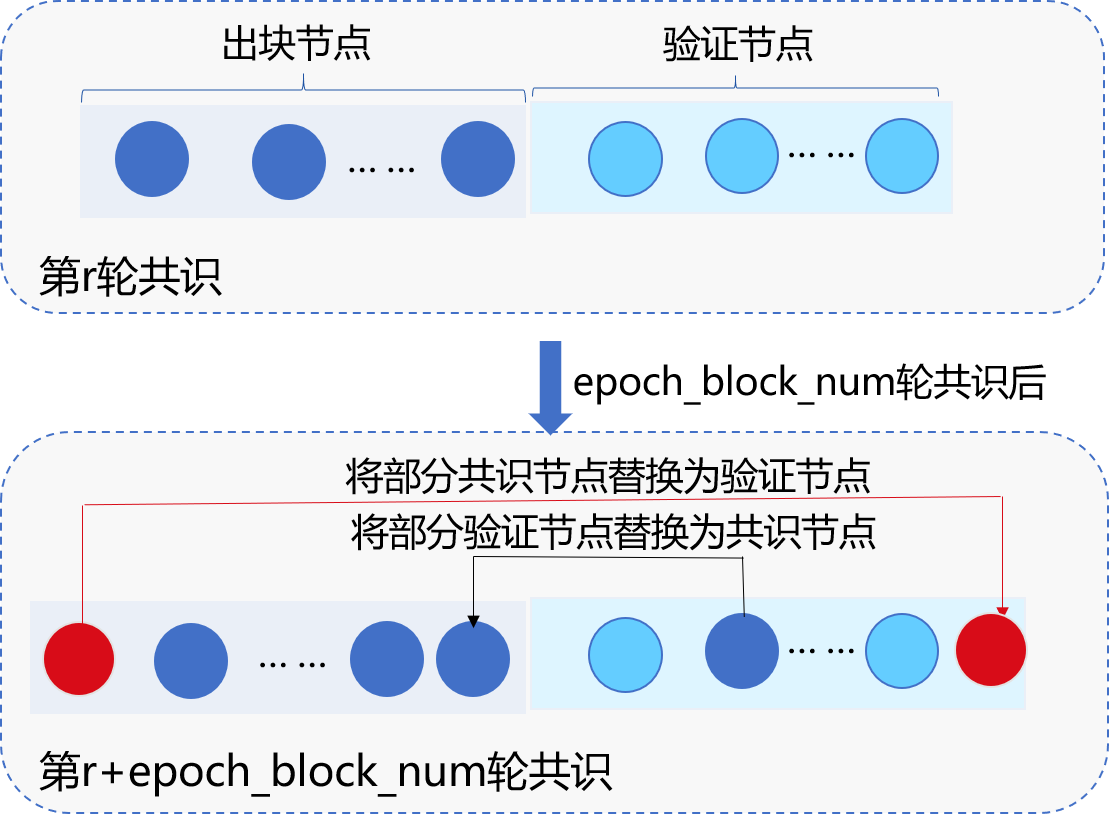 出块节点
验证节点
... ...
... ...
第r轮共识
epoch_block_num轮共识后
将部分共识节点替换为验证节点
将部分验证节点替换为共识节点
... ...
... ...
第r+epoch_block_num轮共识